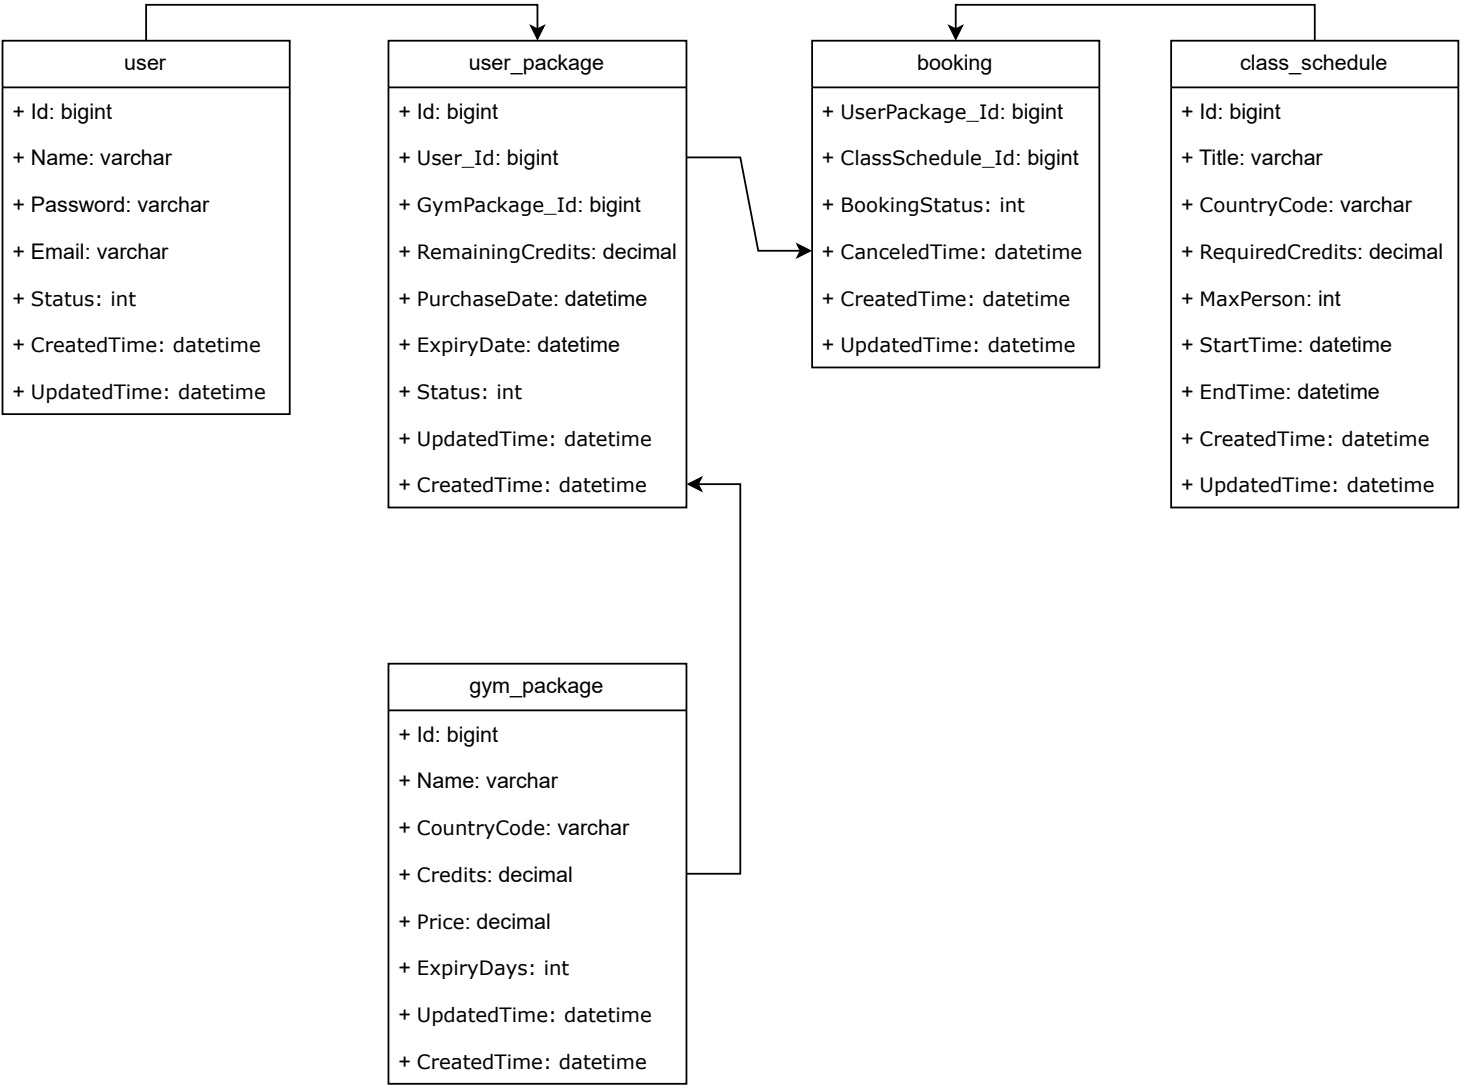 user
+ Id: bigint
+ Name: varchar
+ Password: varchar
+ Email: varchar
+ Status: int
+ CreatedTime: datetime
+ UpdatedTime: datetime
user_package
+ Id: bigint
+ User_Id: bigint
+ GymPackage_Id: bigint
+ RemainingCredits: decimal
+ PurchaseDate: datetime
+ ExpiryDate: datetime
+ Status: int
+ UpdatedTime: datetime
+ CreatedTime: datetime
booking
+ UserPackage_Id: bigint
+ ClassSchedule_Id: bigint
+ BookingStatus: int
+ CanceledTime: datetime
+ CreatedTime: datetime
+ UpdatedTime: datetime
class_schedule
+ Id: bigint
+ Title: varchar
+ CountryCode: varchar
+ RequiredCredits: decimal
+ MaxPerson: int
+ StartTime: datetime
+ EndTime: datetime
+ CreatedTime: datetime
+ UpdatedTime: datetime
gym_package
+ Id: bigint
+ Name: varchar
+ CountryCode: varchar
+ Credits: decimal
+ Price: decimal
+ ExpiryDays: int
+ UpdatedTime: datetime
+ CreatedTime: datetime